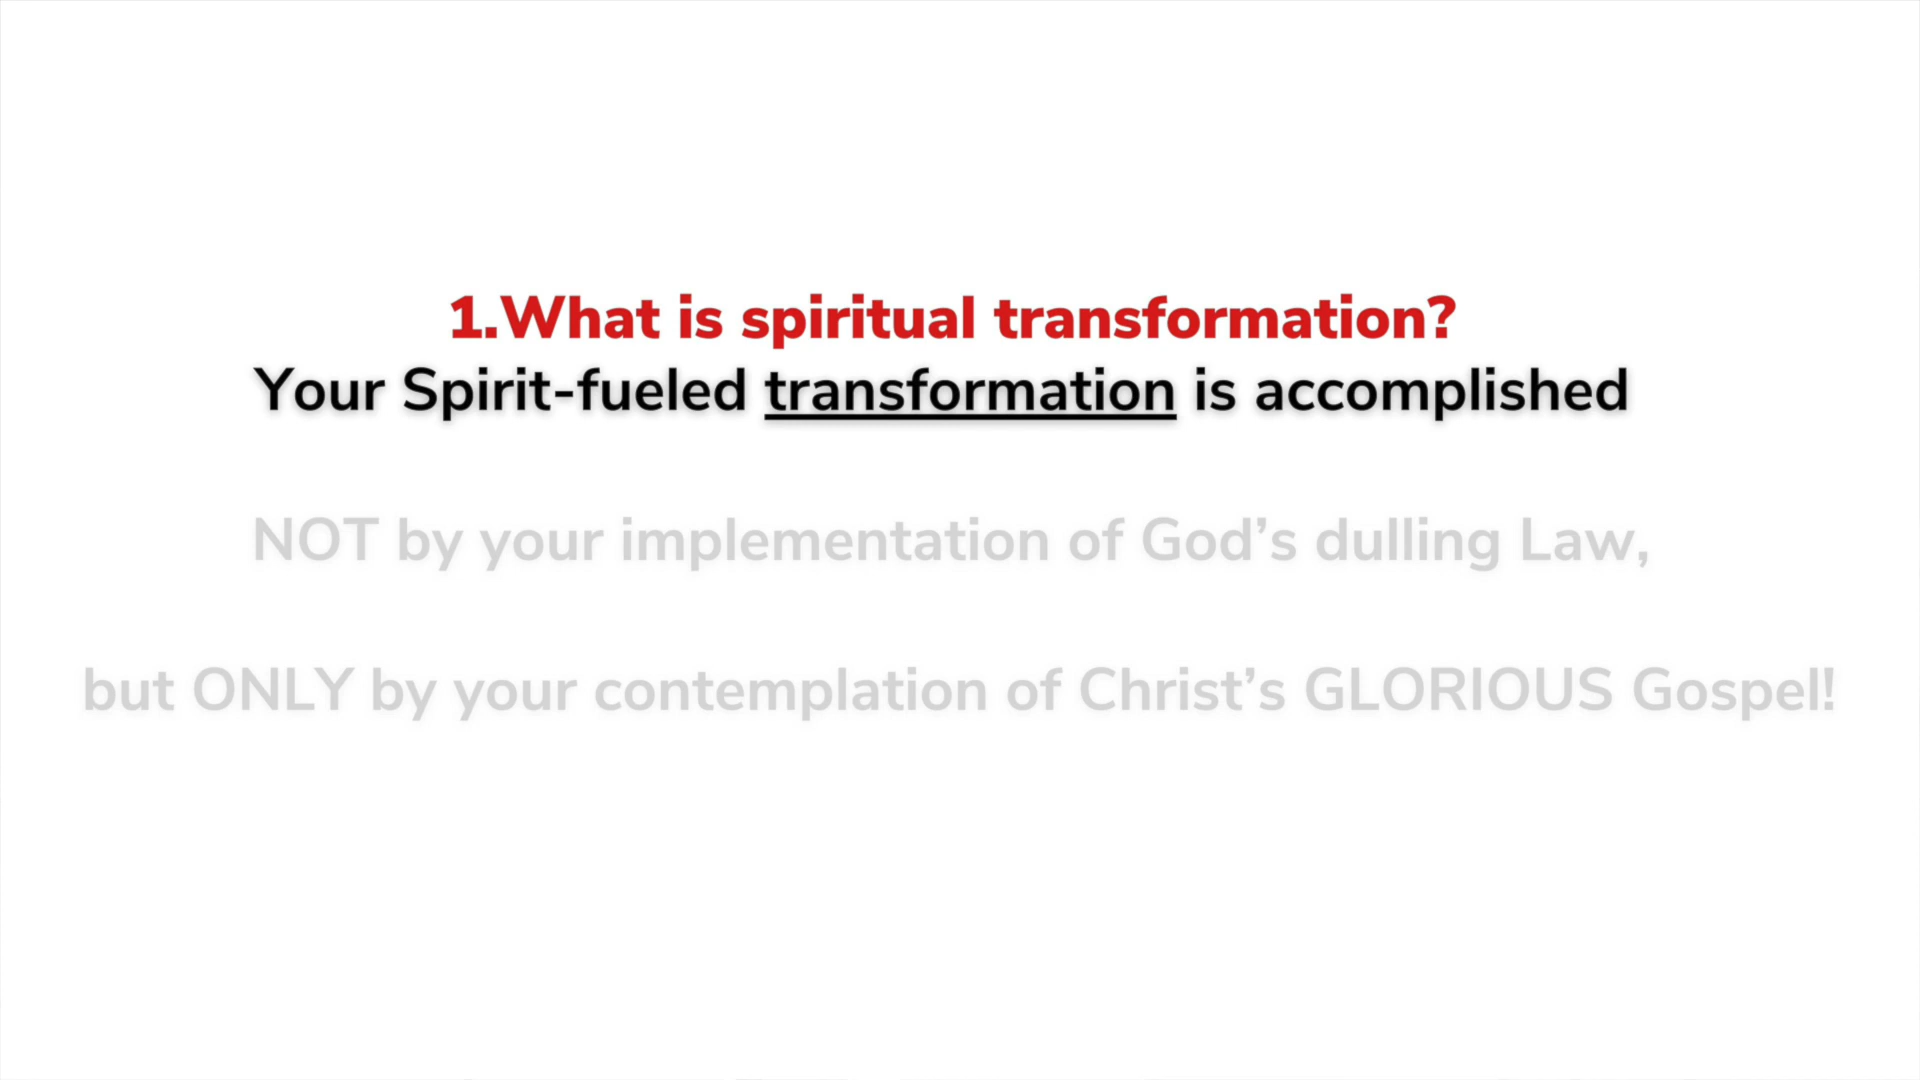 1.What is spiritual transformation?
Your Spirit-fueled transformation is accomplished
NOT by your implementation of God’s dulling Law,
but ONLY by your contemplation of Christ’s GLORIOUS Gospel!